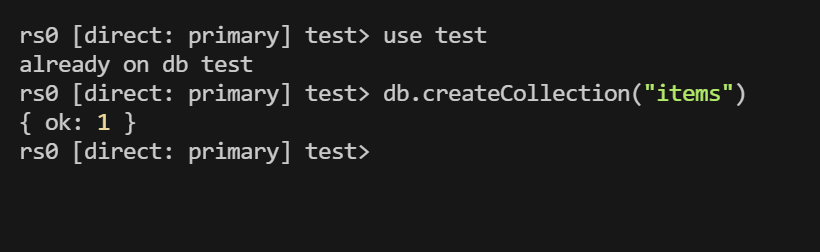 rs0 [direct: primary] test> use test
already on db test
rs0 [direct: primary] test> db.createCollection("items")
{ ok: 1 }
rs0 [direct: primary] test>